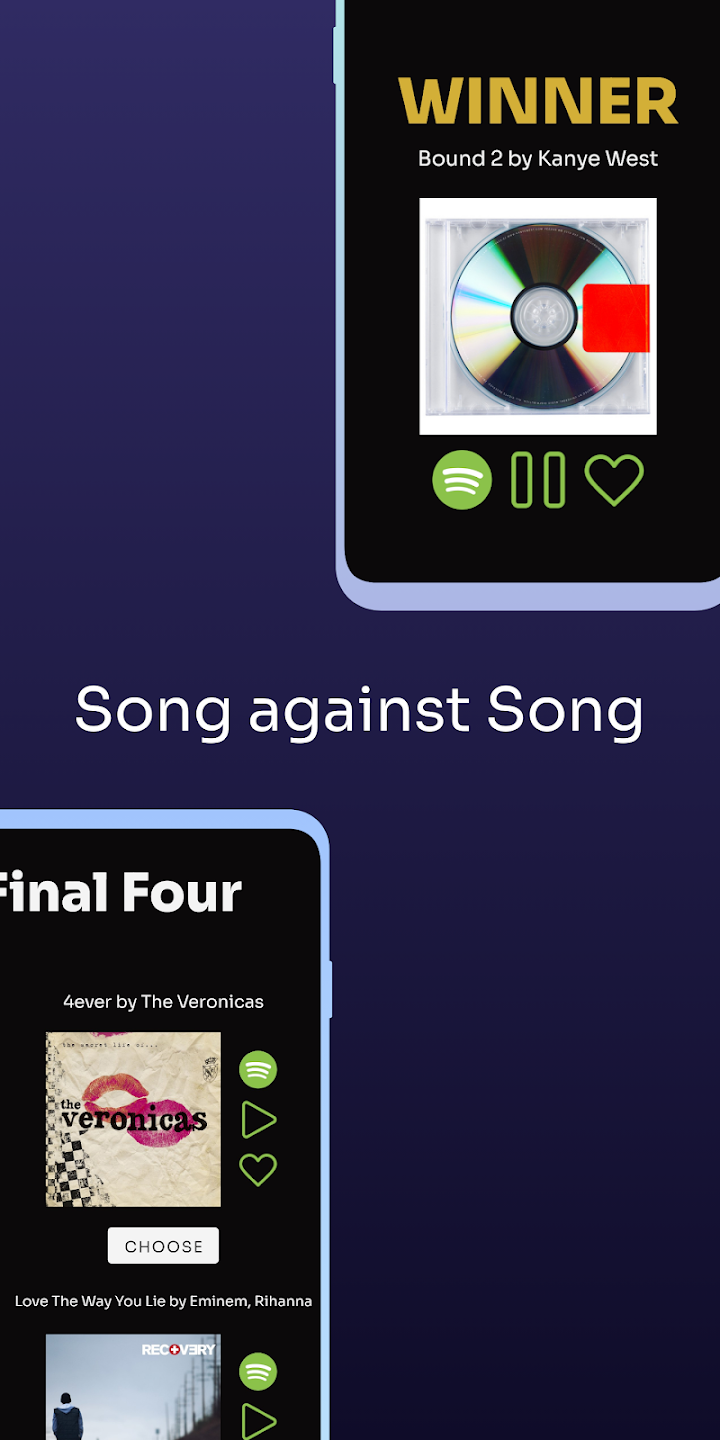 WINNER
Bound 2 by Kanye West
Song against Song
Final Four
4ever by The Veronicas
the secret life of...
the
veronicas
CHOOSE
Love The Way You Lie by Eminem, Rihanna
RECOVERY